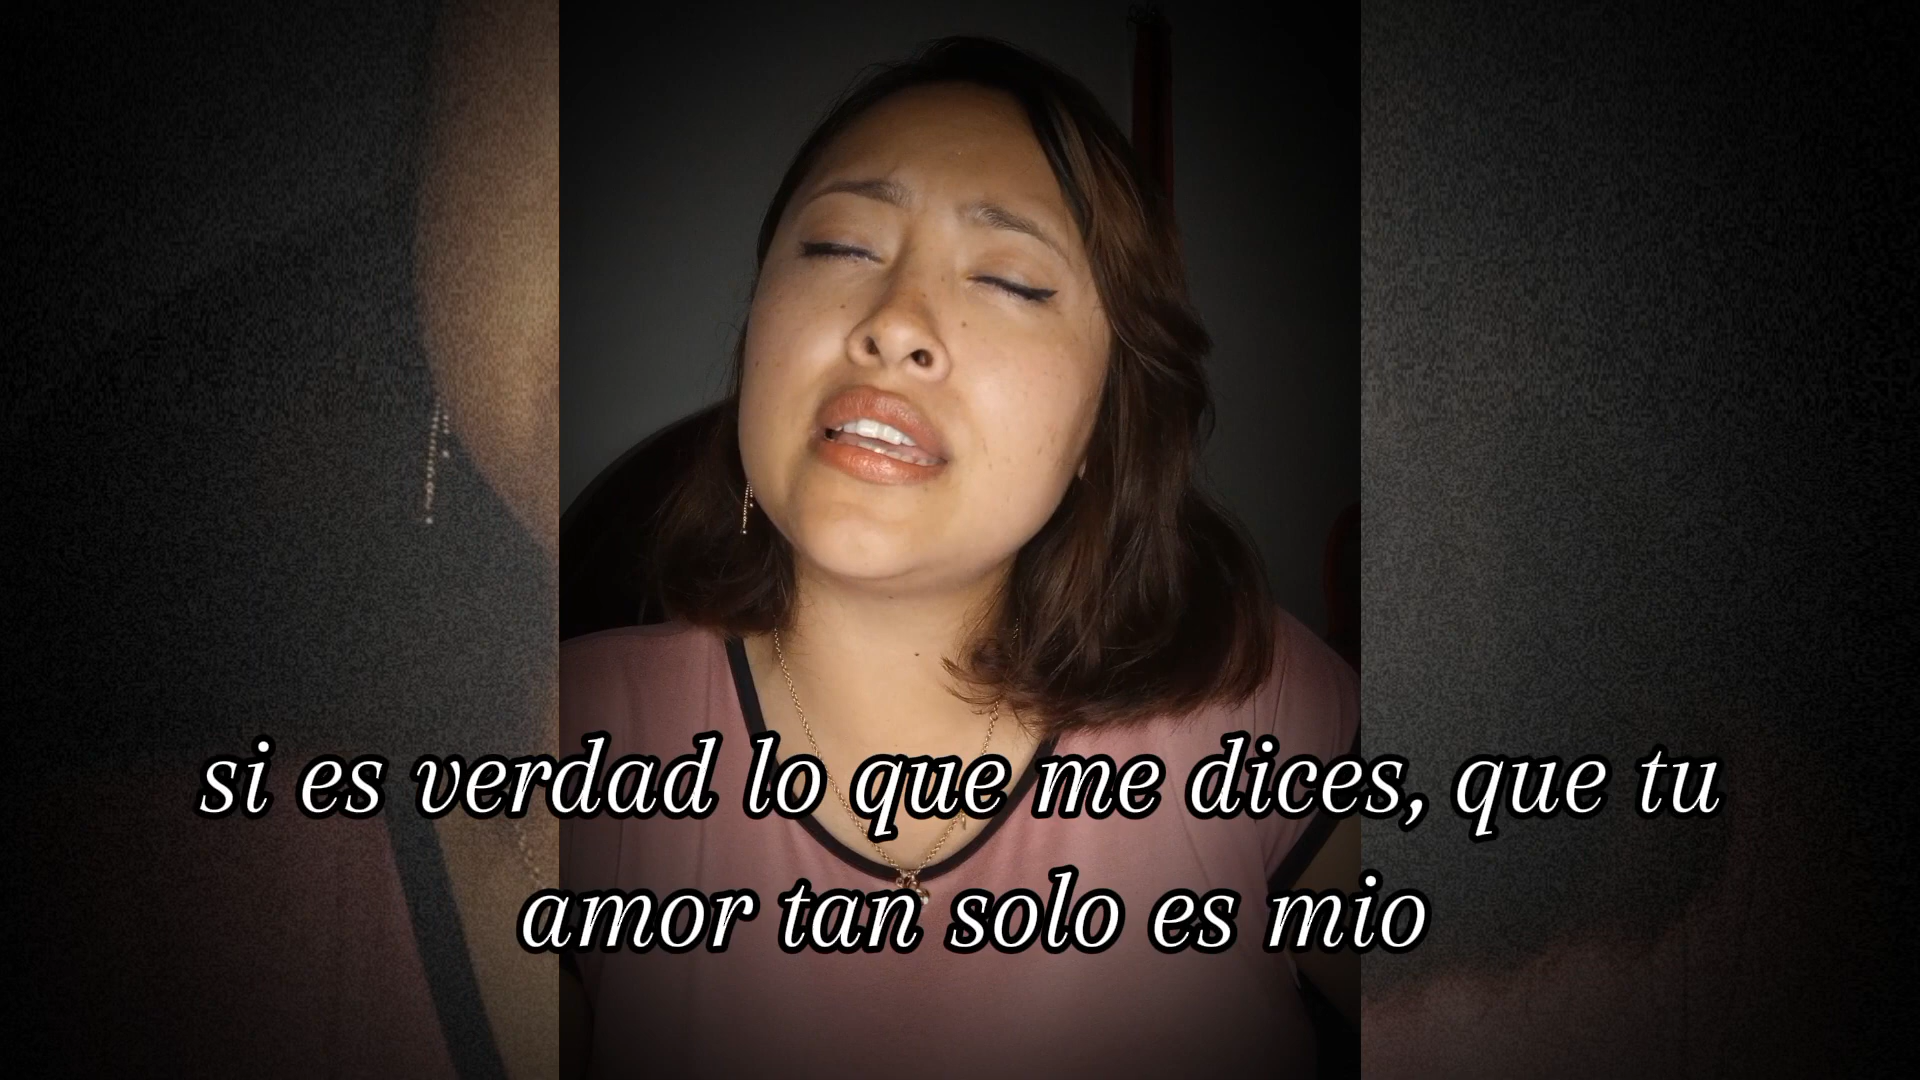 si es verdad lo que me dices, que tu
amor tan solo es mio